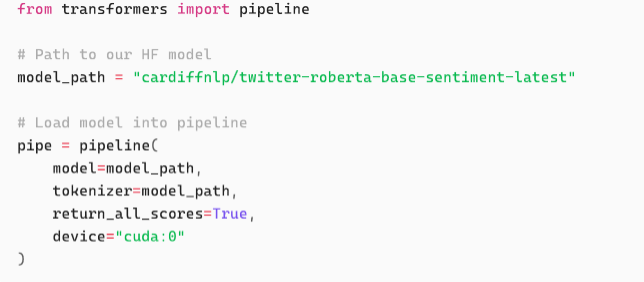 from transformers import pipeline
# Path to our HF model
model_path = "cardiffnlp/twitter-roberta-base-sentiment-latest"
# Load model into pipeline
pipe = pipeline(
    model=model_path,
    tokenizer=model_path,
    return_all_scores=True,
    device="cuda:0"
)